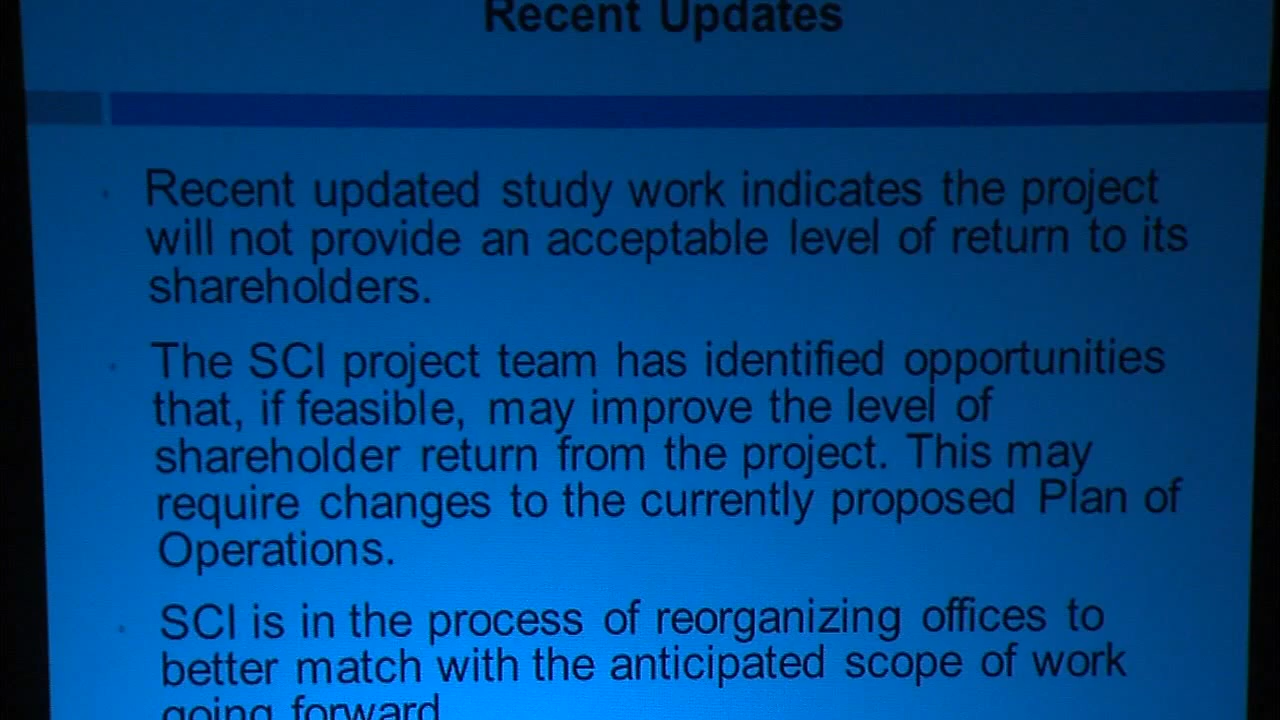 Recent Updates
Recent updated study work indicates the project
will not provide an acceptable level of return to its
shareholders.
The SCI project team has identified opportunities
that, if feasible, may improve the level of
shareholder return from the project. This may
require changes to the currently proposed Plan of
Operations.
SCI is in the process of reorganizing offices to
better match with the anticipated scope of work
going forward